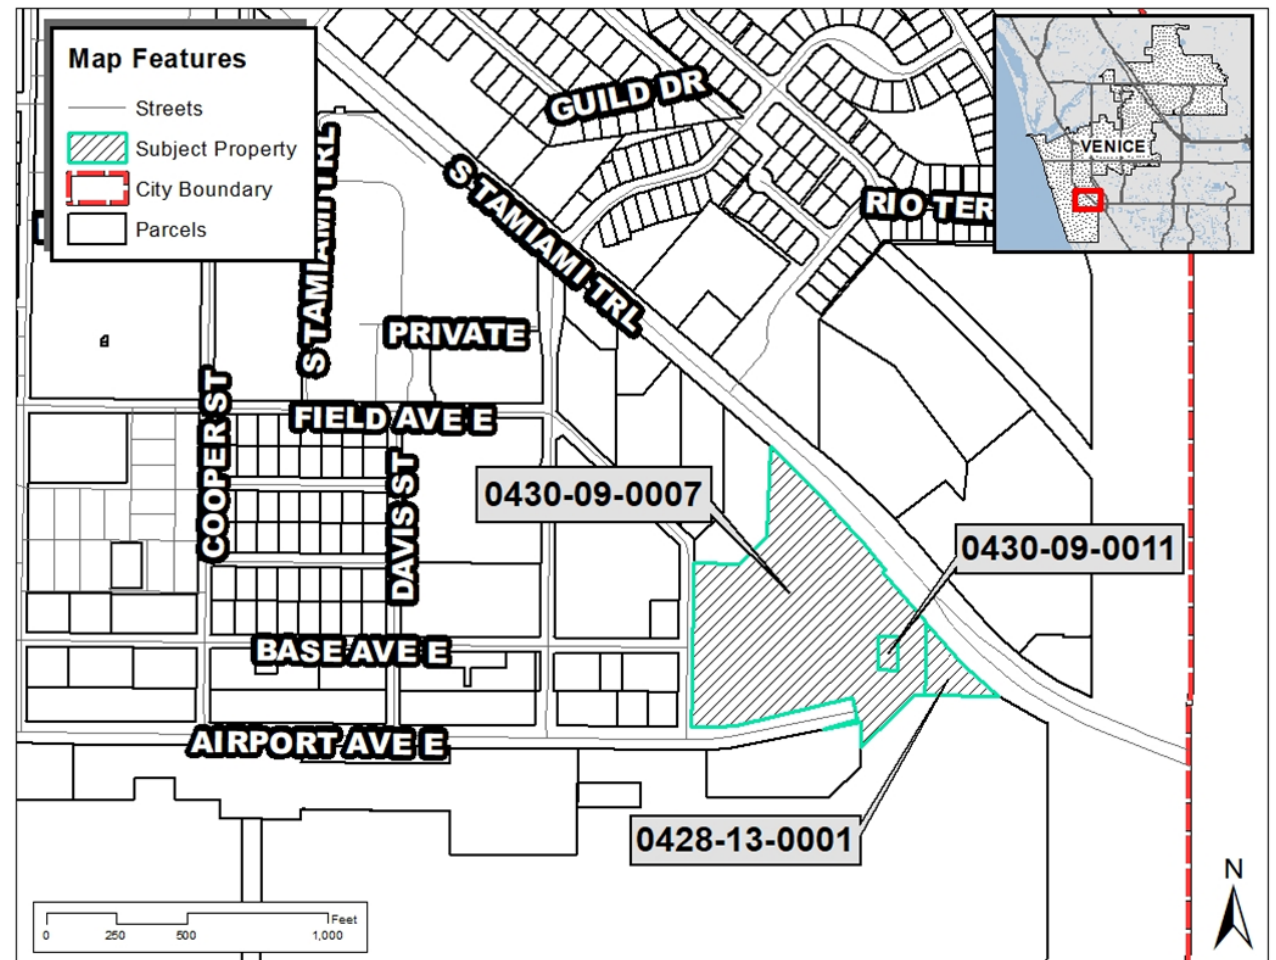 Map Features
Streets
Subject Property
City Boundary
Parcels
GUILD DR
S TAMIAMI TRL
S TAMIAMI TRL
RIO TER
VENICE
PRIVATE
FIELD AVE E
COOPER ST
DAVIS ST
0430-09-0007
0430-09-0011
BASE AVE E
AIRPORT AVE E
0428-13-0001
N
Feet
0 250 500 1,000